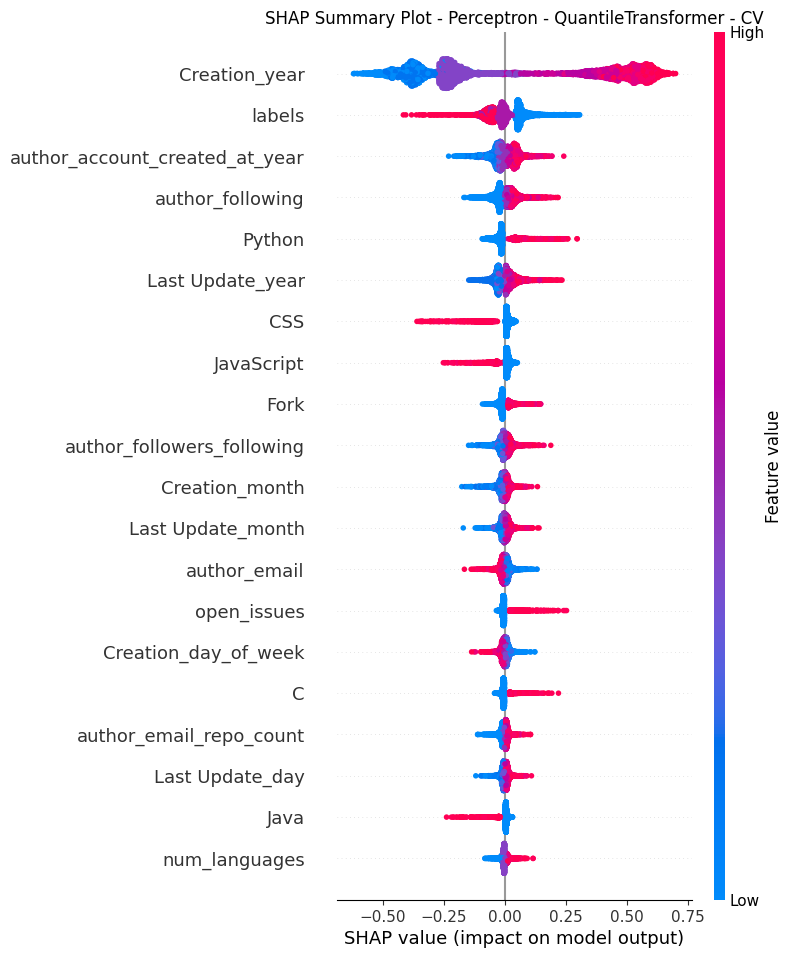 SHAP Summary Plot - Perceptron - QuantileTransformer - CV
High
Creation_year
labels
author_account_created_at_year
author_following
Python
Last Update_year
CSS
JavaScript
Fork
author_followers_following
Creation_month
Last Update_month
author_email
open_issues
Creation_day_of_week
C
author_email_repo_count
Last Update_day
Java
num_languages
Feature value
Low
−0.50 −0.25 0.00 0.25 0.50 0.75
SHAP value (impact on model output)